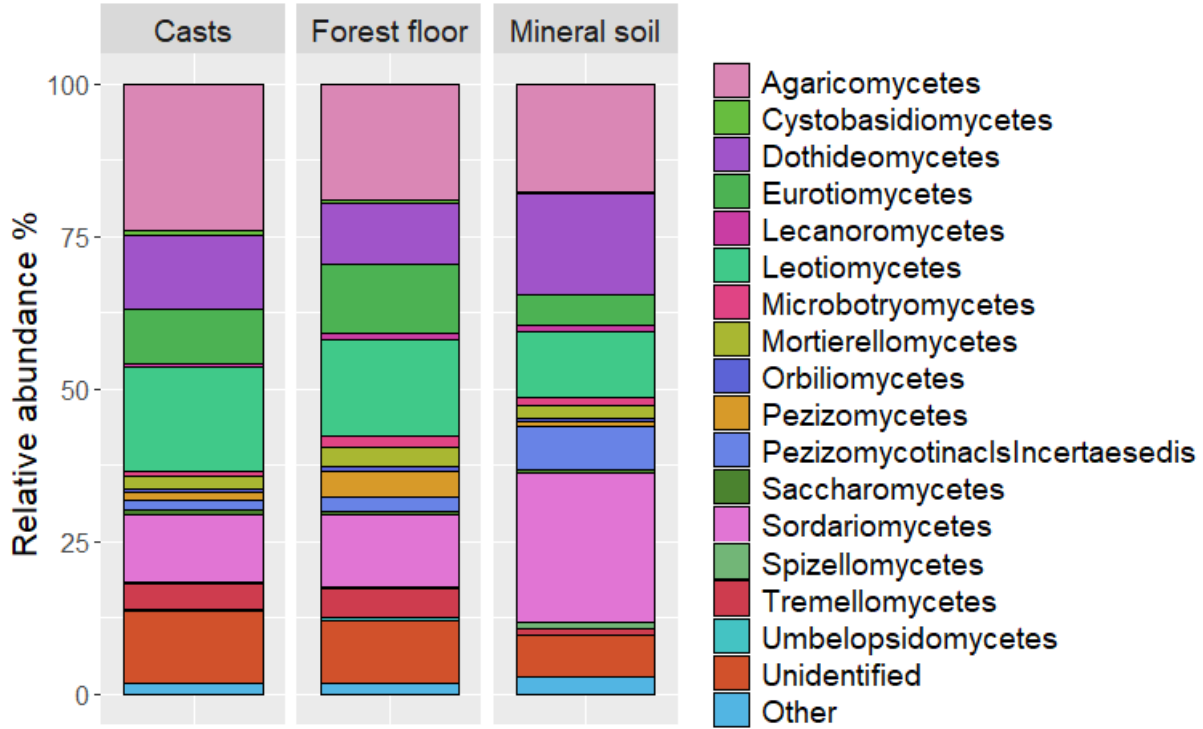 Casts
Forest floor
Mineral soil
Relative abundance %
100
75
50
25
0
Agaricomycetes
Cystobasidiomycetes
Dothideomycetes
Eurotiomycetes
Lecanoromycetes
Leotiomycetes
Microbotryomycetes
Mortierellomycetes
Orbiliomycetes
Pezizomycetes
PezizomycotinaclsIncertaesedis
Saccharomycetes
Sordariomycetes
Spizellomycetes
Tremellomycetes
Umbelopsidomycetes
Unidentified
Other